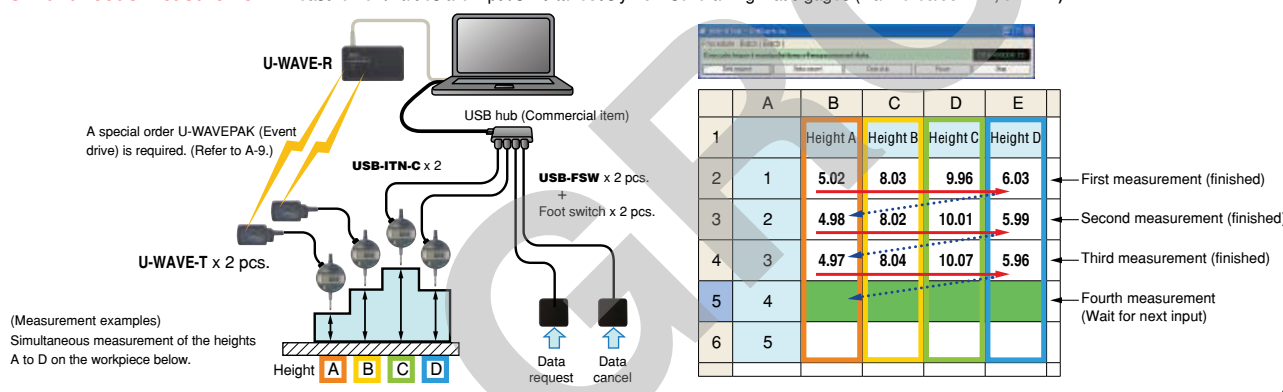 U-WAVE-R
A special order U-WAVEPAK (Event
drive) is required. (Refer to A-9.)
USB hub (Commercial item)
USB-ITN-C x 2
USB-FSW x 2 pcs.
+
Foot switch x 2 pcs.
U-WAVE-T x 2 pcs.
(Measurement examples)
Simultaneous measurement of the heights
A to D on the workpiece below.
Height A B C D
Data
request
Data
cancel
A B C D E
1 Height A Height B Height C Height D
2 1 5.02 8.03 9.96 6.03
3 2 4.98 8.02 10.01 5.99
4 3 4.97 8.04 10.07 5.96
5 4
6 5
First measurement (finished)
Second measurement (finished)
Third measurement (finished)
Fourth measurement
(Wait for next input)